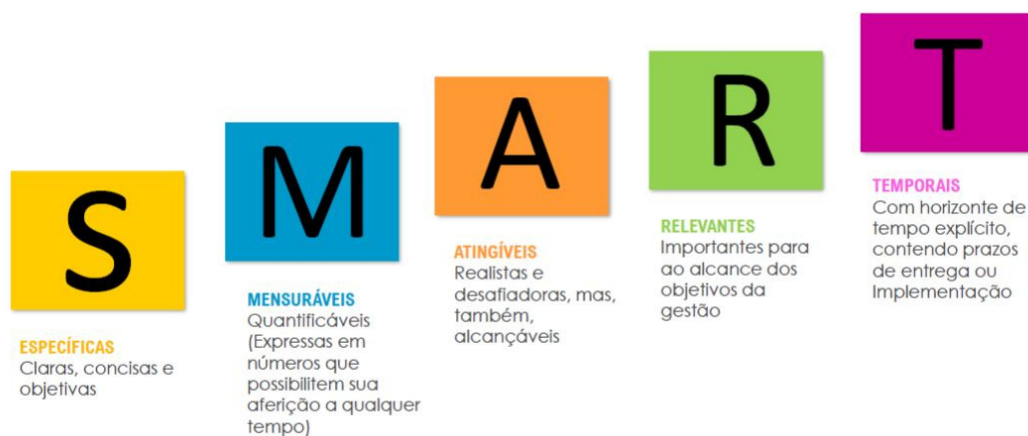 S
ESPECÍFICAS
Claras, concisas e
objetivas
M
MENSURÁVEIS
Quantificáveis
(Expressas em
números que
possibilitem sua
aferição a qualquer
tempo)
A
ATINGÍVEIS
Realistas e
desafiadoras, mas,
também,
alcançáveis
R
RELEVANTES
Importantes para
ao alcance dos
objetivos da
gestão
T
TEMPORAIS
Com horizonte de
tempo explícito,
contendo prazos
de entrega ou
Implementação